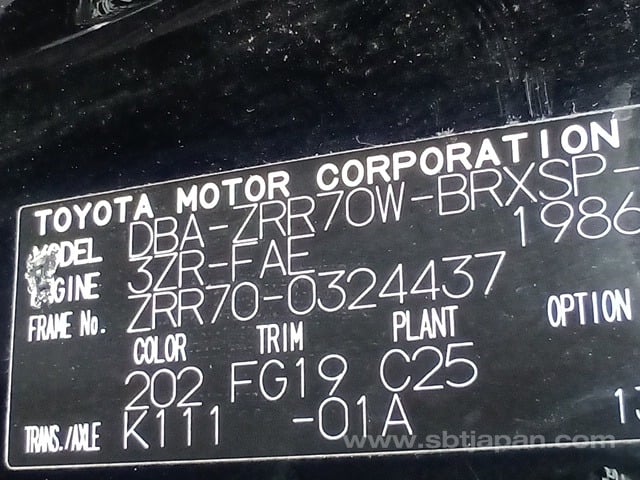 TOYOTA MOTOR CORPORATION
MODEL DBA-ZRR70W-BRXSP-
ENGINE 3ZR-FAE 1986
FRAME No. ZRR70-0324437
COLOR TRIM PLANT OPTION
202 FG19 C25
TRANS./AXLE K111 -01A
www.sbtjapan.com